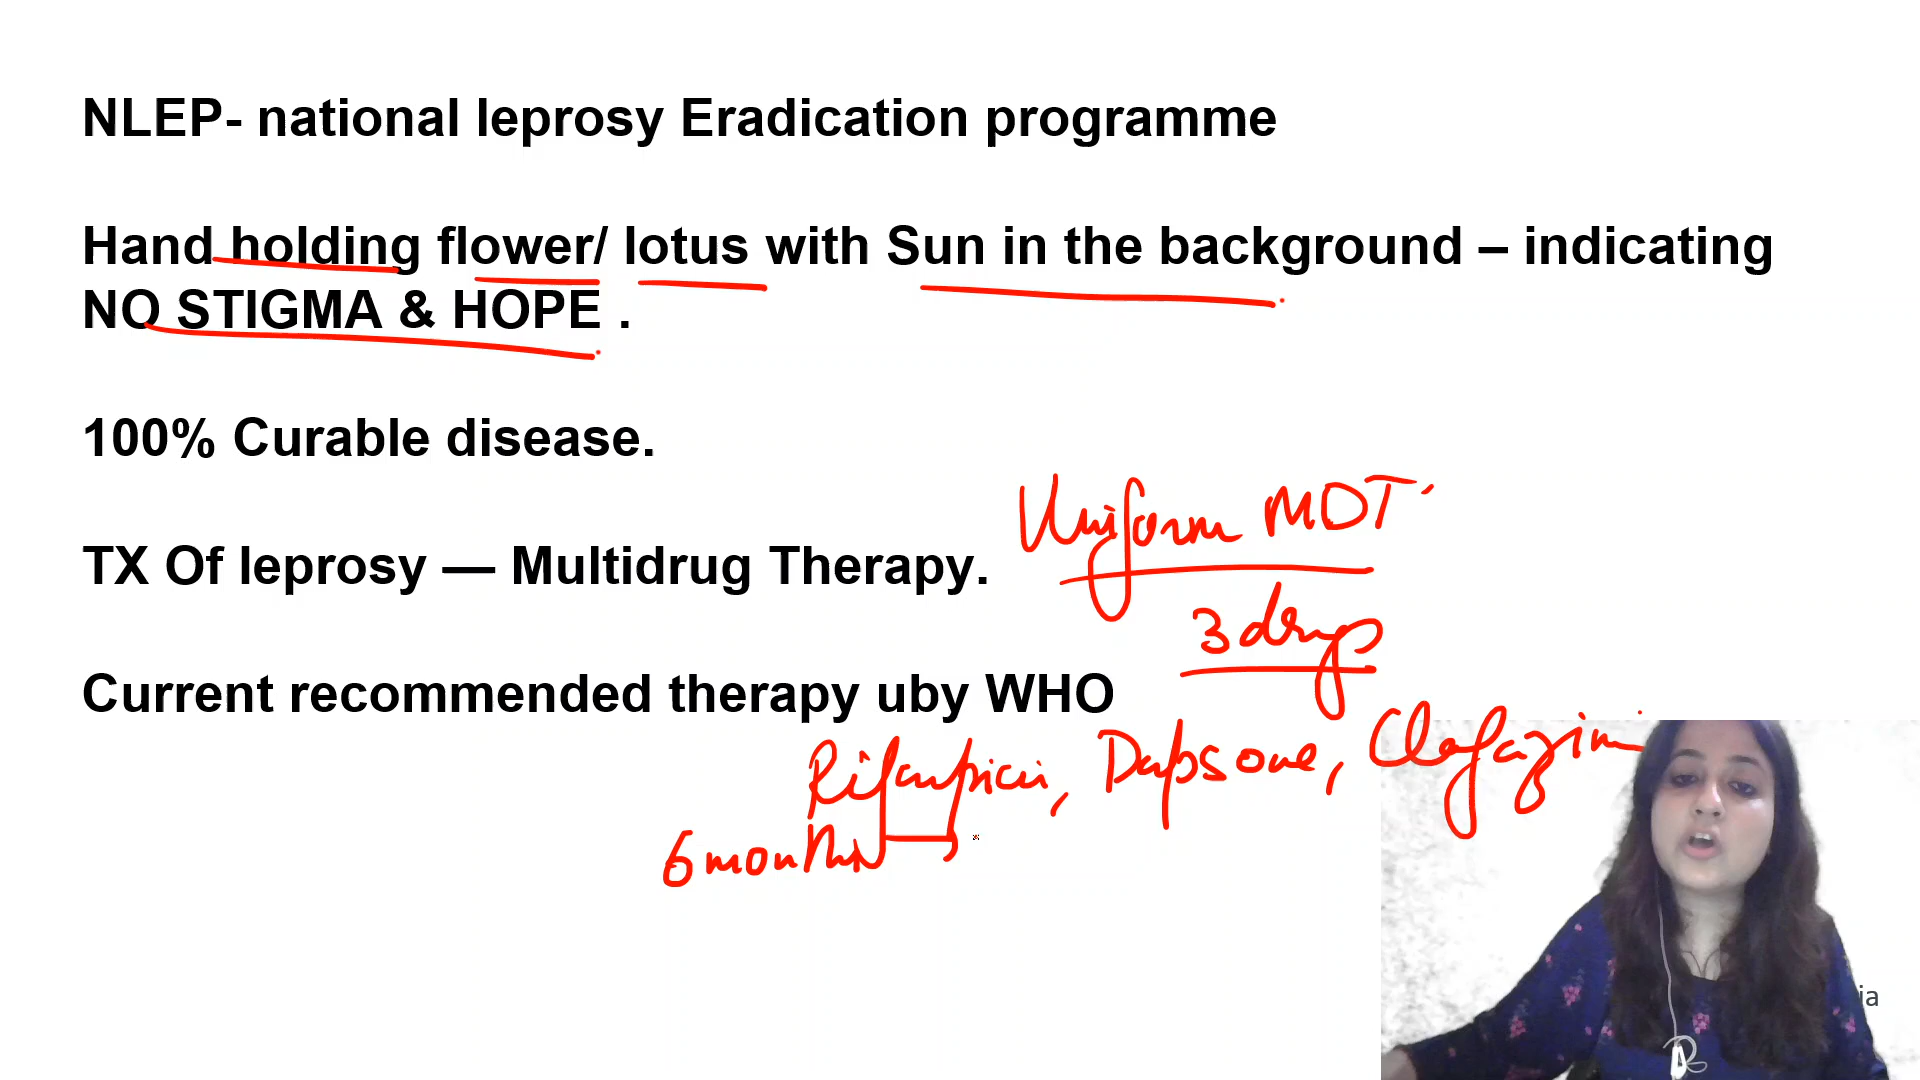 NLEP- national leprosy Eradication programme
Hand holding flower/ lotus with Sun in the background – indicating
NO STIGMA & HOPE .
100% Curable disease.
Uniform MDT
TX Of leprosy — Multidrug Therapy.
3 drugs
Current recommended therapy uby WHO
Rifampicin, Dapsone, Clofazim
6 months
ia